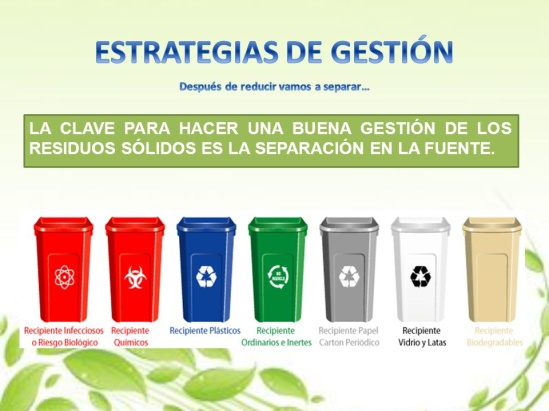 ESTRATEGIAS DE GESTIÓN
Después de reducir vamos a separar...
LA CLAVE PARA HACER UNA BUENA GESTIÓN DE LOS
RESIDUOS SÓLIDOS ES LA SEPARACIÓN EN LA FUENTE.
Recipiente Infecciosos
o Riesgo Biológico
Recipiente
Químicos
Recipiente Plásticos
Recipiente
Ordinarios e Inertes
Recipiente Papel
Carton Periódico
Recipiente
Vidrio y Latas
Recipiente
Biodegradables